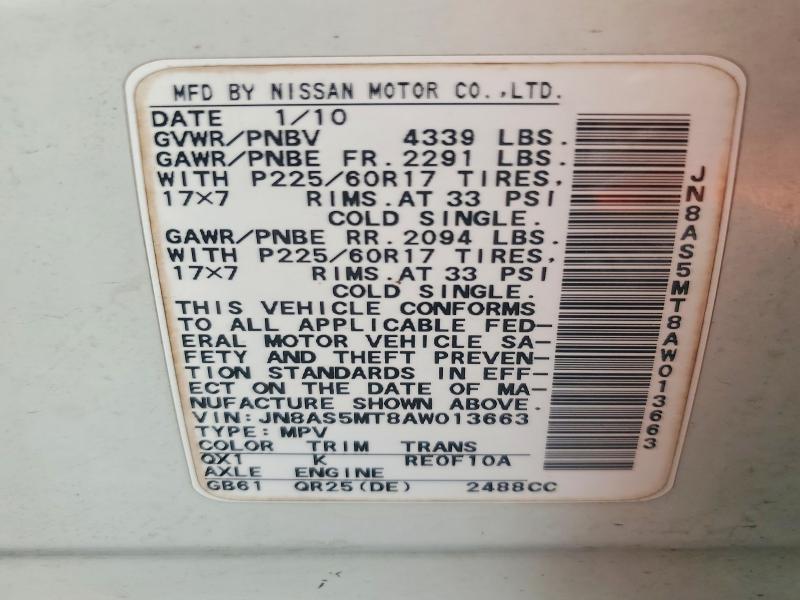 MFD BY NISSAN MOTOR CO.,LTD.
DATE 1/10
GVWR/PNBV 4339 LBS.
GAWR/PNBE FR.2291 LBS.
WITH P225/60R17 TIRES,
17×7 RIMS.AT 33 PSI
COLD SINGLE.
GAWR/PNBE RR.2094 LBS.
WITH P225/60R17 TIRES,
17×7 RIMS.AT 33 PSI
COLD SINGLE.
THIS VEHICLE CONFORMS
TO ALL APPLICABLE FED-
ERAL MOTOR VEHICLE SA-
FETY AND THEFT PREVEN-
TION STANDARDS IN EFF-
ECT ON THE DATE OF MA-
NUFACTURE SHOWN ABOVE.
VIN:JN8AS5MT8AW013663
TYPE:MPV
COLOR TRIM TRANS
QX1 K RE0F10A
AXLE ENGINE
GB61 QR25(DE) 2488CC
JN8AS5MT8AW013663